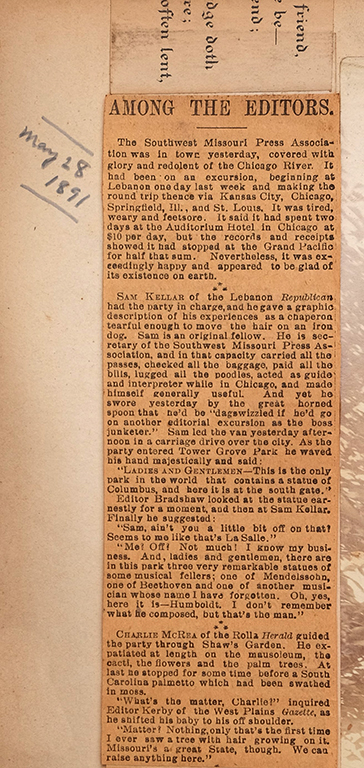 friend,
be—
end;
dge doth
re;
often lent.
May 28
1891
AMONG THE EDITORS.
The Southwest Missouri Press Associa-
tion was in town yesterday, covered with
glory and redolent of the Chicago River. It
had been on an excursion, beginning at
Lebanon one day last week and making the
round trip thence via Kansas City, Chicago,
Springfield, Ill., and St. Louis. It was tired,
weary and feetsore. It said it had spent two
days at the Auditorium Hotel in Chicago at
$10 per day, but the records and receipts
showed it had stopped at the Grand Pacific
for half that sum. Nevertheless, it was ex-
ceedingly happy and appeared to be glad of
its existence on earth.
***
SAM KELLAR of the Lebanon Republican
had the party in charge, and he gave a graphic
description of his experiences as a chaperon
tearful enough to move the hair on an iron
dog. Sam is an original fellow. He is sec-
retary of the Southwest Missouri Press As-
sociation, and in that capacity carried all the
passes, checked all the baggage, paid all the
bills, lugged all the poodles, acted as guide
and interpreter while in Chicago, and made
himself generally useful. And yet he
swore yesterday by the great horned
spoon that he'd be "dagswizzled if he'd go
on another editorial excursion as the boss
junketer." Sam led the van yesterday after-
noon in a carriage drive over the city. As the
party entered Tower Grove Park he waved
his hand majestically and said:
"LADIES AND GENTLEMEN—This is the only
park in the world that contains a statue of
Columbus, and here it is at the south gate."
Editor Bradshaw looked at the statue ear-
nestly for a moment, and then at Sam Kellar.
Finally he suggested:
"Sam, ain't you a little bit off on that?
Seems to me like that's La Salle."
"Me? Off? Not much! I know my busi-
ness. And, ladies and gentlemen, there are
in this park three very remarkable statues of
some musical fellers; one of Mendelssohn,
one of Beethoven and one of another musi-
cian whose name I have forgotten. Oh, yes,
here it is—Humboldt. I don't remember
what he composed, but that's the man."
***
CHARLIE MCREA of the Rolla Herald guided
the party through Shaw's Garden. He ex-
patiated at length on the mausoleum, the
cacti, the flowers and the palm trees. At
last he stopped for some time before a South
Carolina palmetto which had been swathed
in moss.
"What's the matter, Charlie?" inquired
Editor Kerby of the West Plains Gazette, as
he shifted his baby to his off shoulder.
"Matter? Nothing, only that's the first time
I ever saw a tree with hair growing on it.
Missouri's a great State, though. We can
raise anything here."